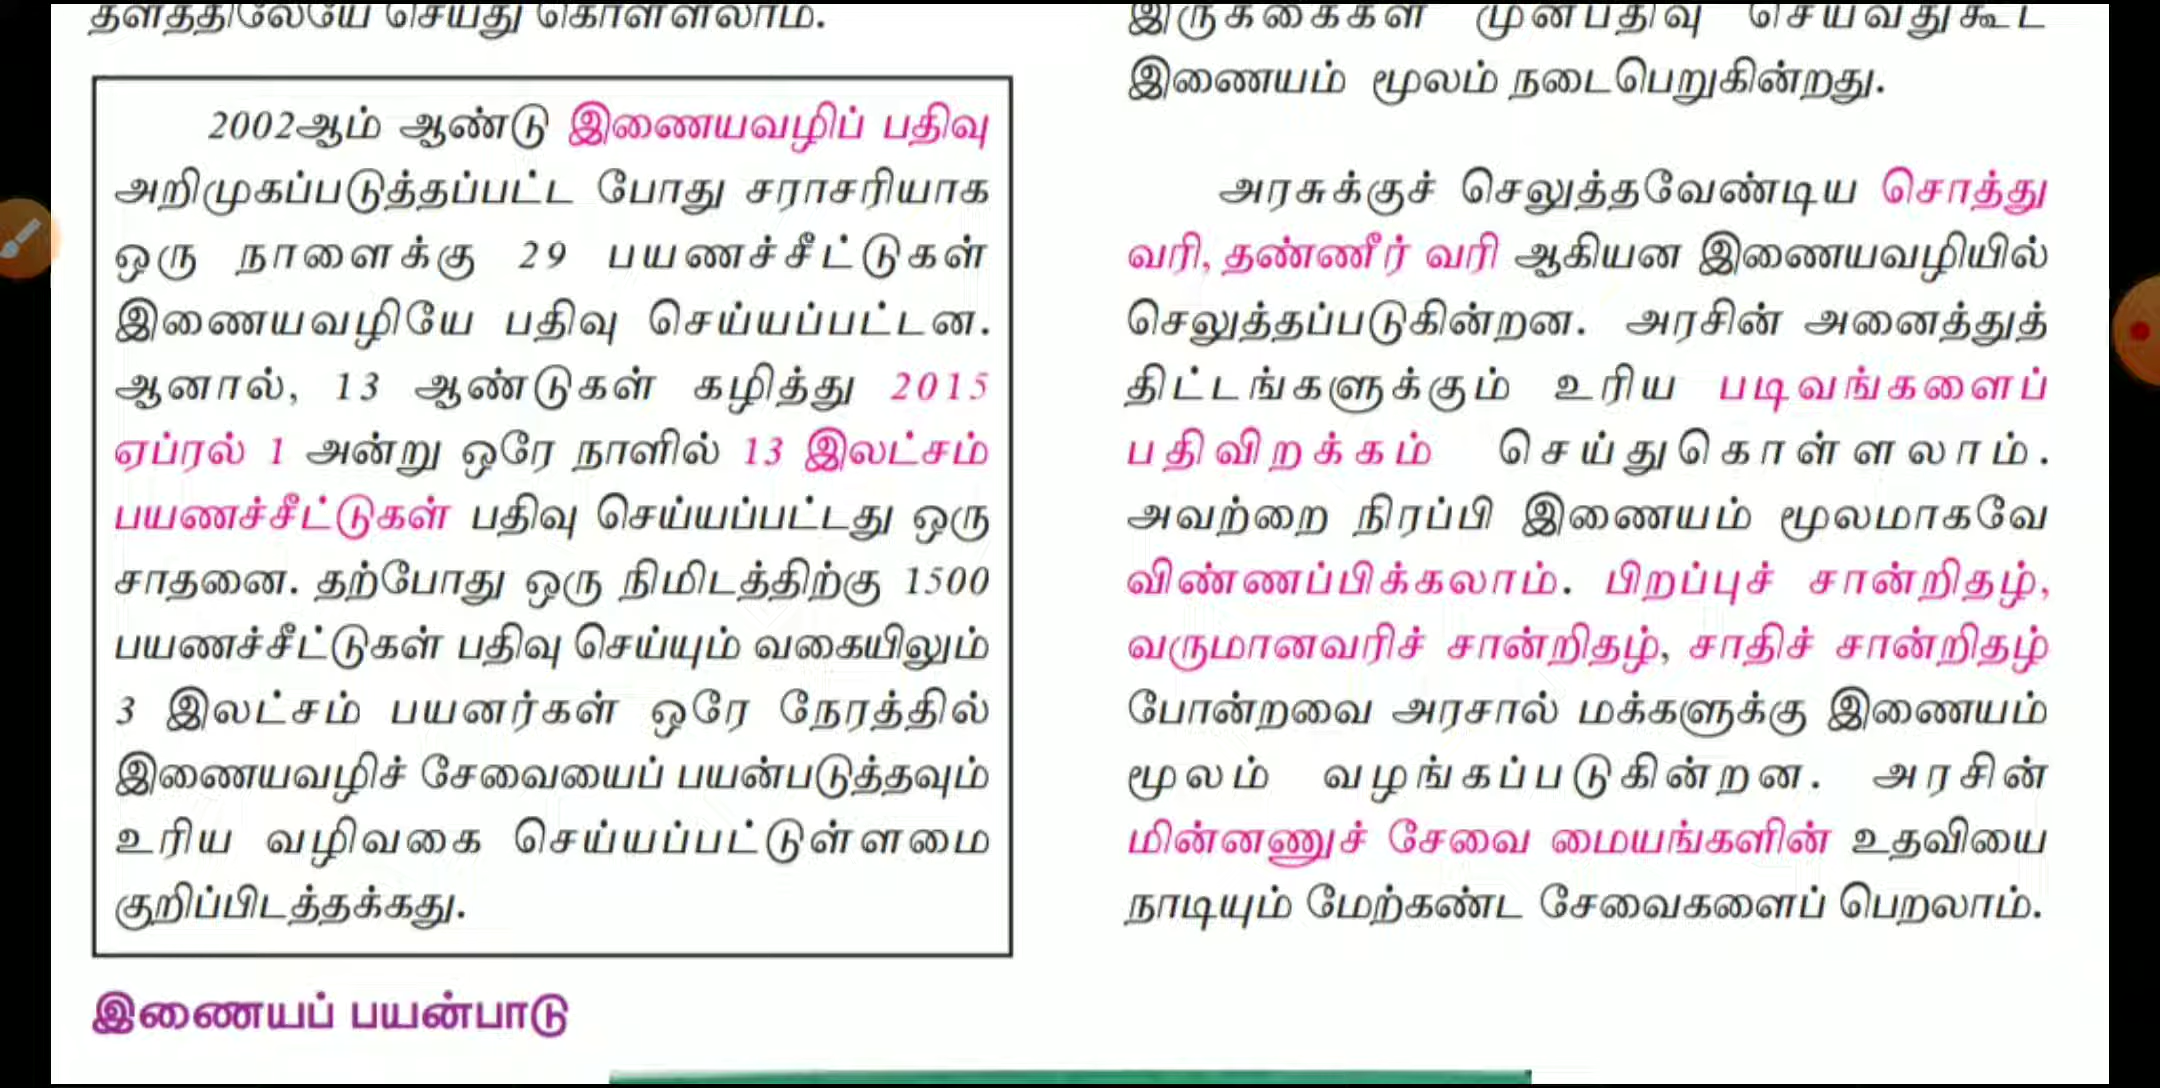 தளத்திலேயே செய்து கொள்ளலாம்.
2002ஆம் ஆண்டு இணையவழிப் பதிவு
அறிமுகப்படுத்தப்பட்ட போது சராசரியாக
ஒரு நாளைக்கு 29 பயணச்சீட்டுகள்
இணையவழியே பதிவு செய்யப்பட்டன.
ஆனால், 13 ஆண்டுகள் கழித்து 2015
ஏப்ரல் 1 அன்று ஒரே நாளில் 13 இலட்சம்
பயணச்சீட்டுகள் பதிவு செய்யப்பட்டது ஒரு
சாதனை. தற்போது ஒரு நிமிடத்திற்கு 1500
பயணச்சீட்டுகள் பதிவு செய்யும் வகையிலும்
3 இலட்சம் பயனர்கள் ஒரே நேரத்தில்
இணையவழிச் சேவையைப் பயன்படுத்தவும்
உரிய வழிவகை செய்யப்பட்டுள்ளமை
குறிப்பிடத்தக்கது.
இணையப் பயன்பாடு
இருக்கைகள் முன்பதிவு செய்வதுகூட
இணையம் மூலம் நடைபெறுகின்றது.
அரசுக்குச் செலுத்தவேண்டிய சொத்து
வரி, தண்ணீர் வரி ஆகியன இணையவழியில்
செலுத்தப்படுகின்றன. அரசின் அனைத்துத்
திட்டங்களுக்கும் உரிய படிவங்களைப்
பதிவிறக்கம் செய்துகொள்ளலாம்.
அவற்றை நிரப்பி இணையம் மூலமாகவே
விண்ணப்பிக்கலாம். பிறப்புச் சான்றிதழ்,
வருமானவரிச் சான்றிதழ், சாதிச் சான்றிதழ்
போன்றவை அரசால் மக்களுக்கு இணையம்
மூலம் வழங்கப்படுகின்றன. அரசின்
மின்னணுச் சேவை மையங்களின் உதவியை
நாடியும் மேற்கண்ட சேவைகளைப் பெறலாம்.